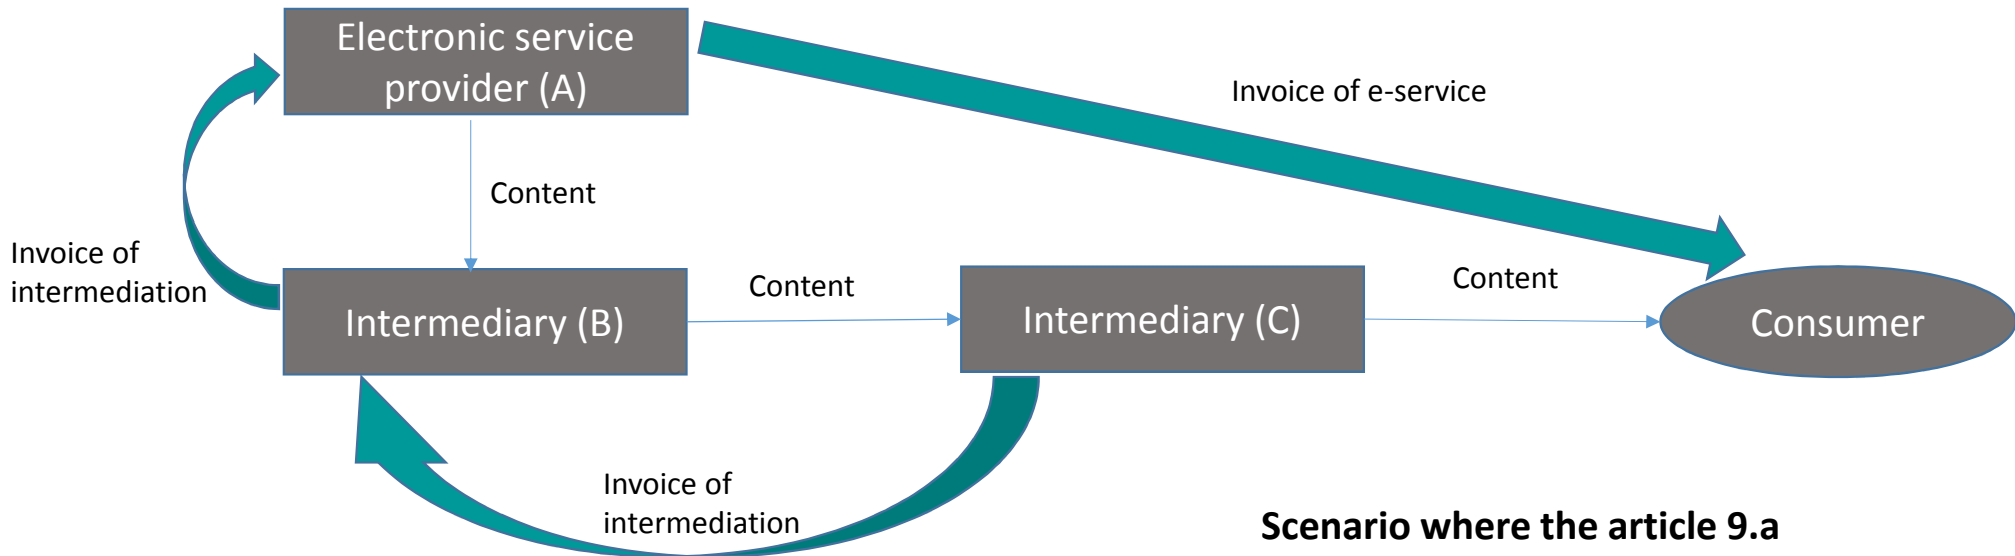 Electronic service
provider (A)
Invoice of e-service
Content
Invoice of
intermediation
Intermediary (B)
Content
Intermediary (C)
Content
Consumer
Invoice of
intermediation
Scenario where the article 9.a